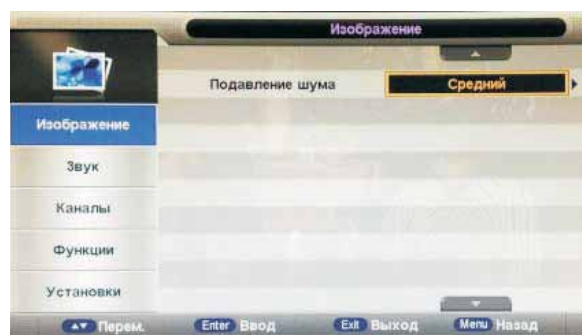 Изображение
Подавление шума Средний
Изображение
Звук
Каналы
Функции
Установки
Перем. Enter Ввод Exit Выход Menu Назад